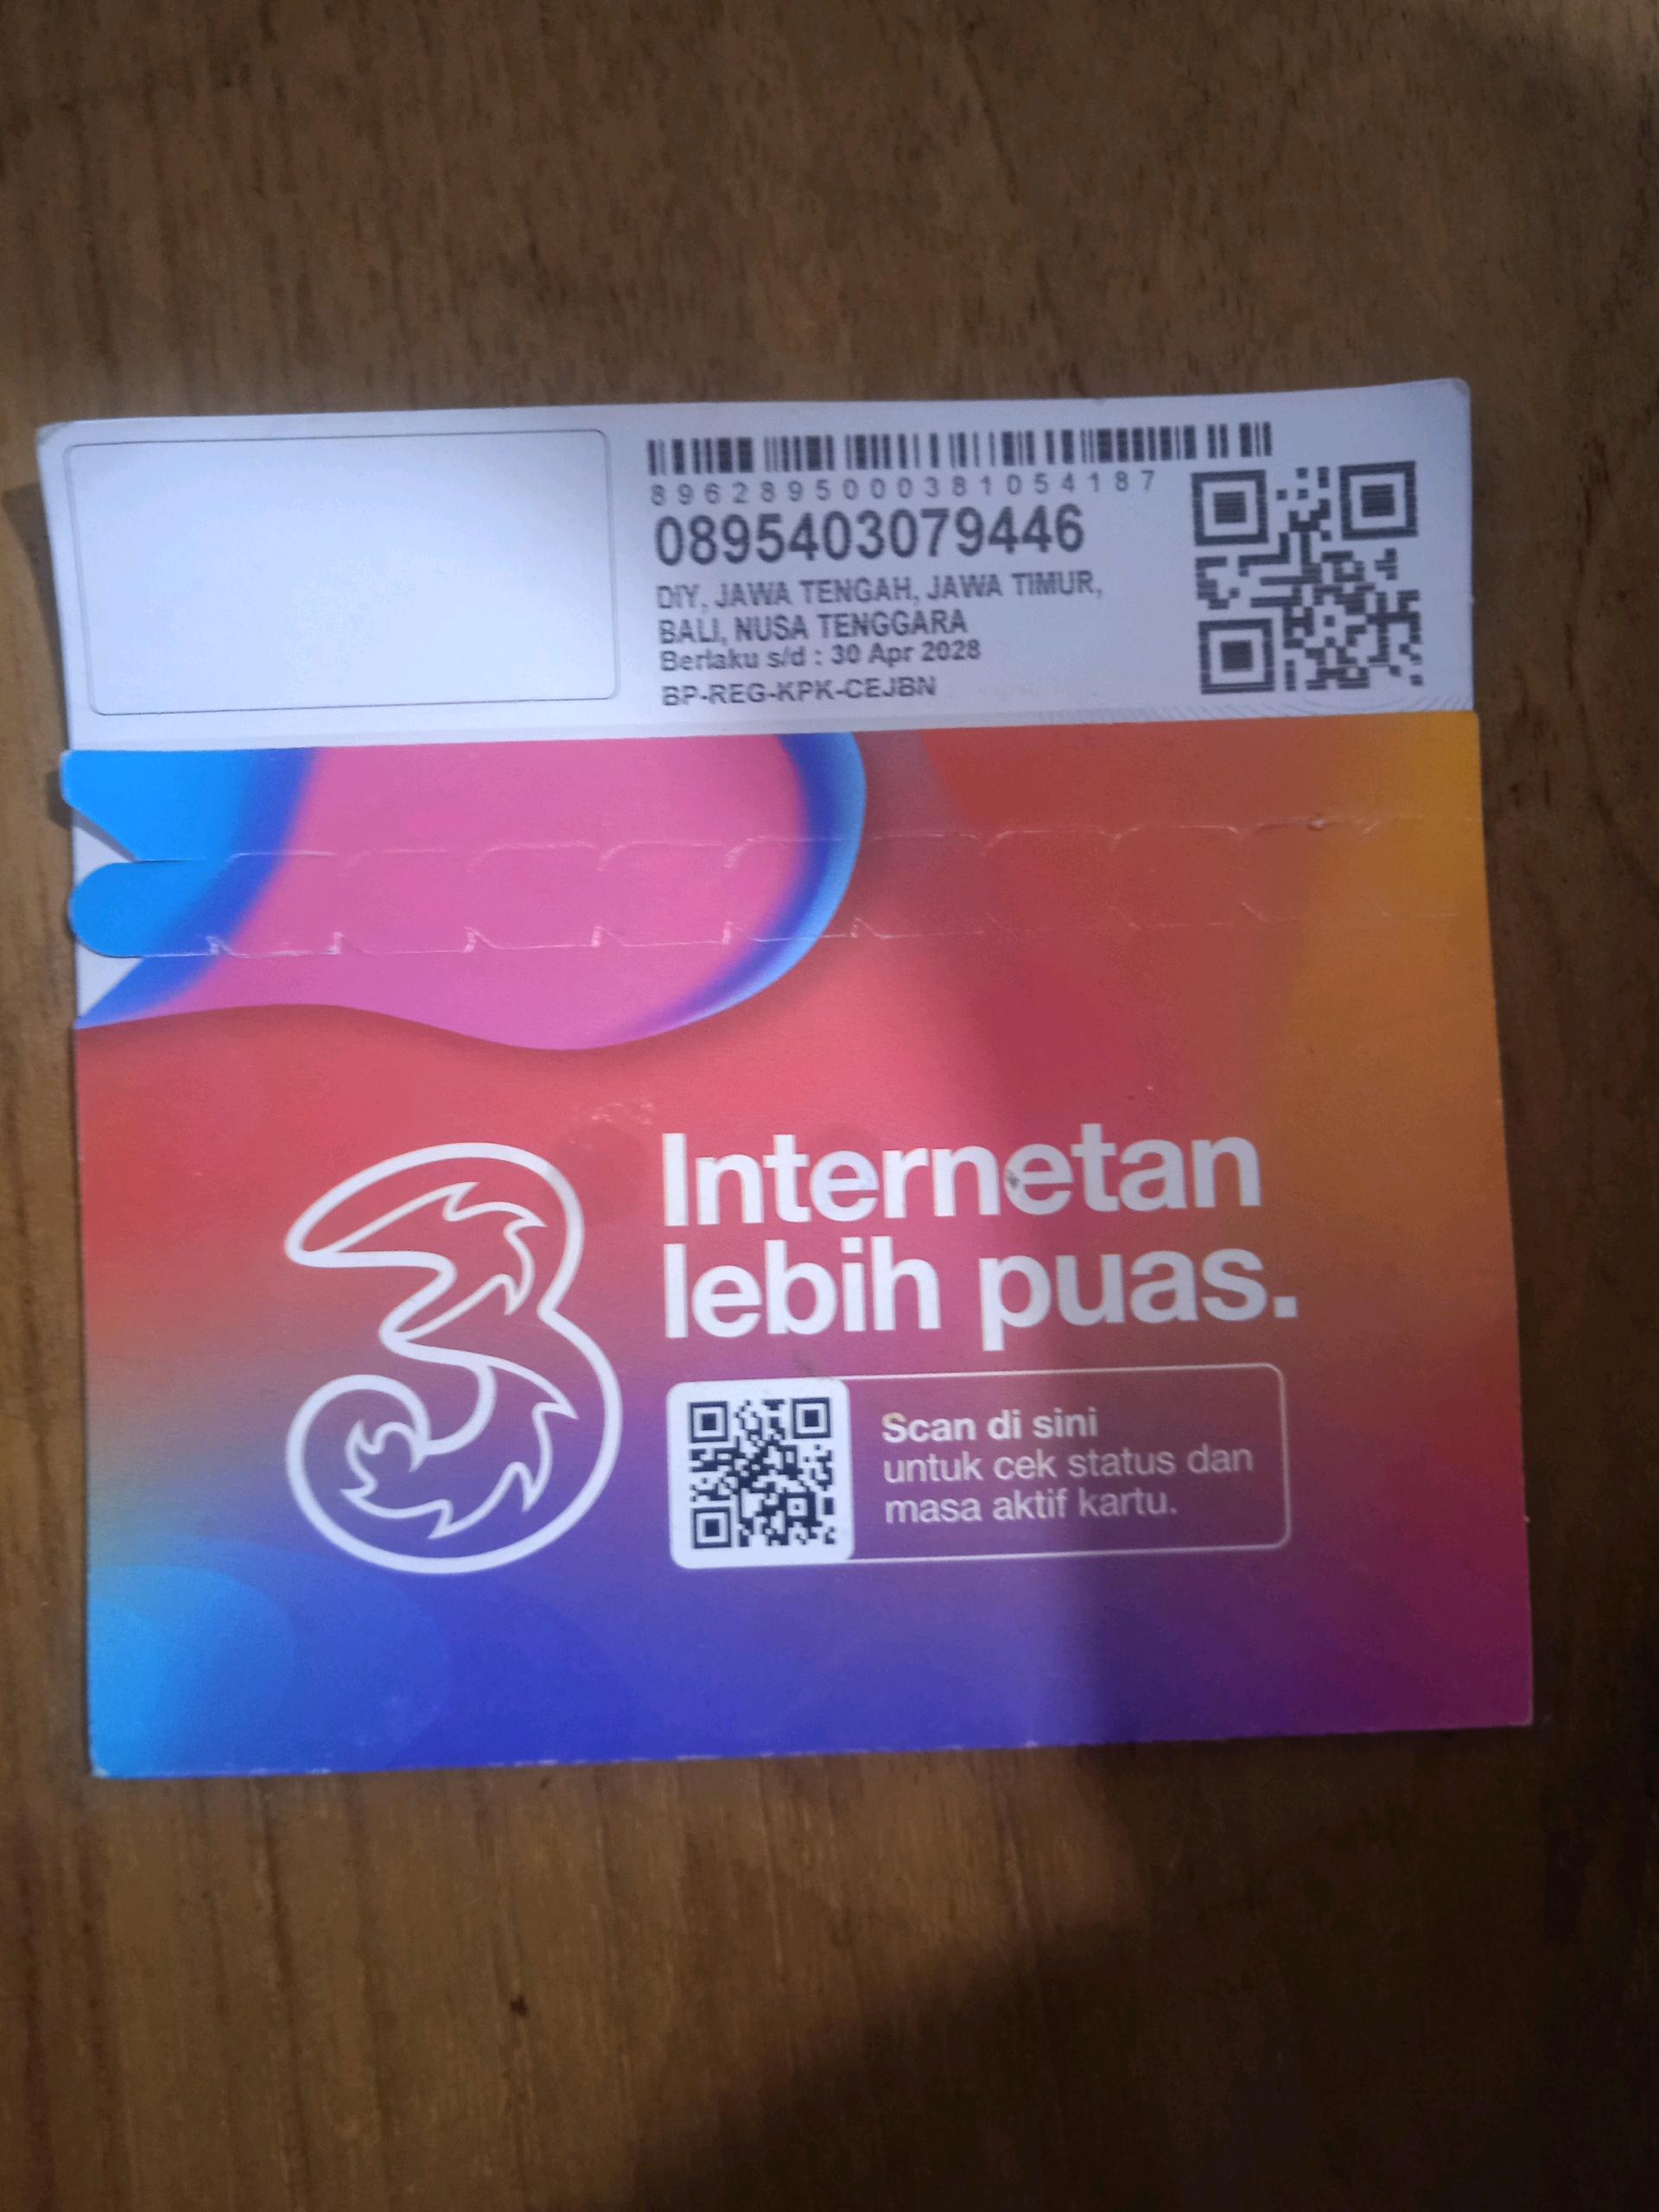 8962895000381054187
0895403079446
DIY, JAWA TENGAH, JAWA TIMUR,
BALI, NUSA TENGGARA
Berlaku s/d : 30 Apr 2028
BP-REG-KPK-CEJBN
3
Internetan
lebih puas.
Scan di sini
untuk cek status dan
masa aktif kartu.